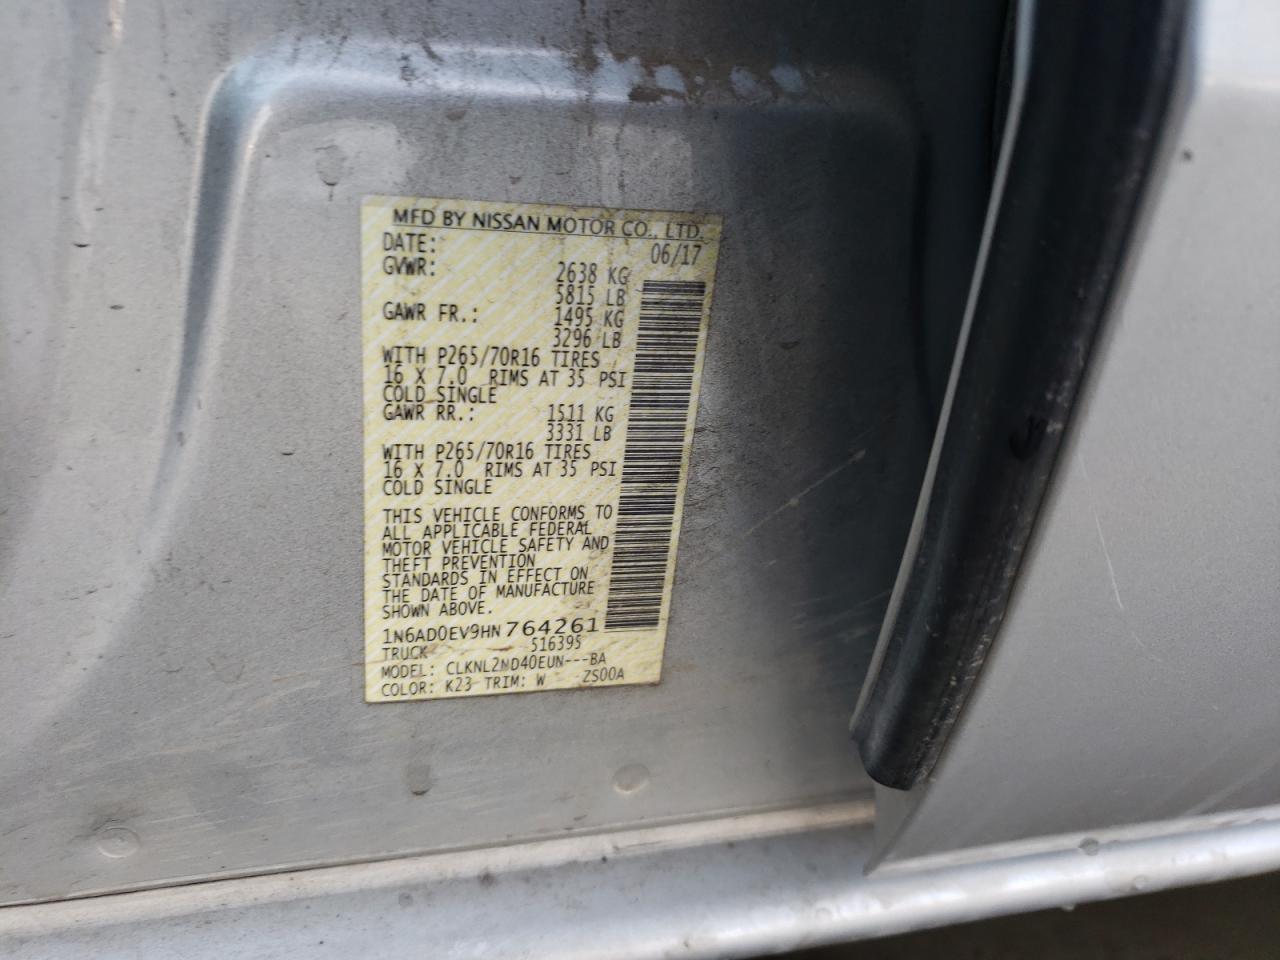 MFD BY NISSAN MOTOR CO., LTD.
DATE: 06/17
GVWR: 2638 KG
5815 LB
GAWR FR.: 1495 KG
3296 LB
WITH P265/70R16 TIRES
16 X 7.0 RIMS AT 35 PSI
COLD SINGLE
GAWR RR.: 1511 KG
3331 LB
WITH P265/70R16 TIRES
16 X 7.0 RIMS AT 35 PSI
COLD SINGLE
THIS VEHICLE CONFORMS TO
ALL APPLICABLE FEDERAL
MOTOR VEHICLE SAFETY AND
THEFT PREVENTION
STANDARDS IN EFFECT ON
THE DATE OF MANUFACTURE
SHOWN ABOVE.
1N6AD0EV9HN764261
TRUCK 516395
MODEL: CLKNL2ND40EUN---BA
COLOR: K23 TRIM: W ZS00A